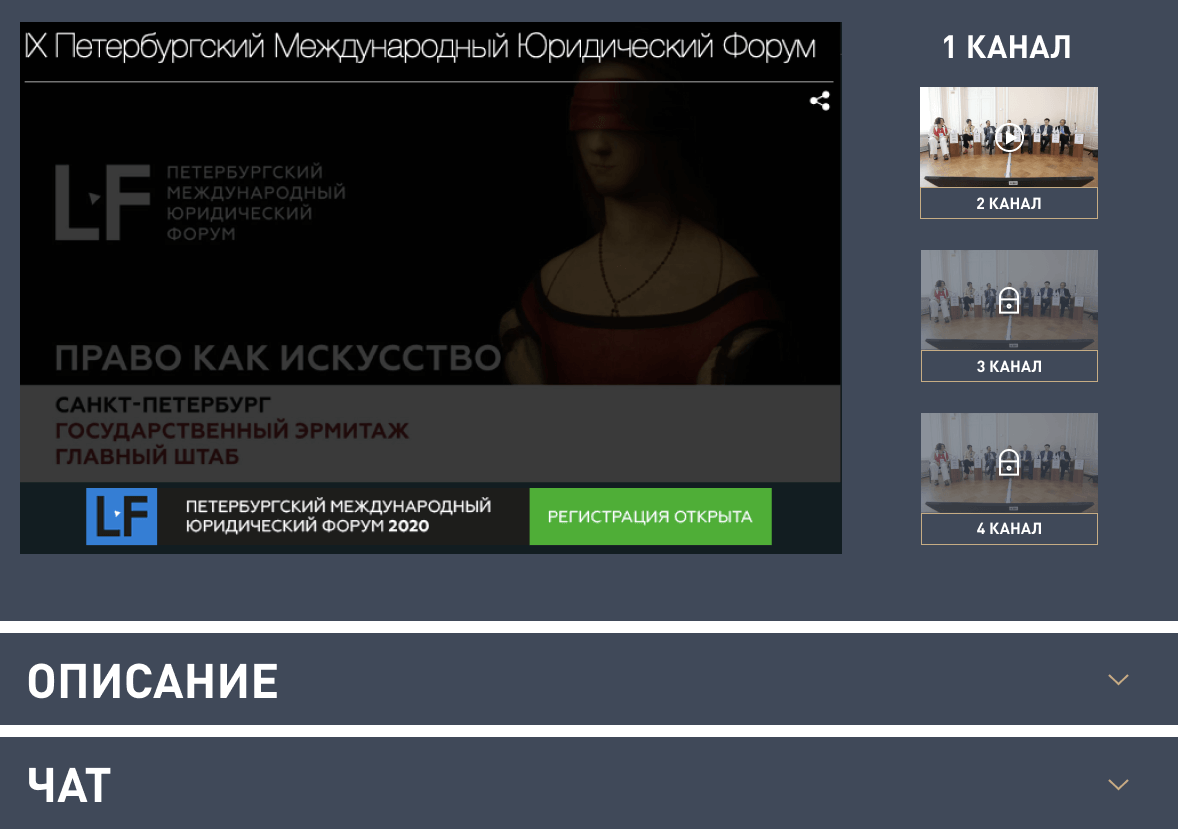 IX Петербургский Международный Юридический Форум
LF
ПЕТЕРБУРГСКИЙ
МЕЖДУНАРОДНЫЙ
ЮРИДИЧЕСКИЙ
ФОРУМ
ПРАВО КАК ИСКУССТВО
САНКТ-ПЕТЕРБУРГ
ГОСУДАРСТВЕННЫЙ ЭРМИТАЖ
ГЛАВНЫЙ ШТАБ
LF
ПЕТЕРБУРГСКИЙ МЕЖДУНАРОДНЫЙ
ЮРИДИЧЕСКИЙ ФОРУМ 2020
РЕГИСТРАЦИЯ ОТКРЫТА
1 КАНАЛ
2 КАНАЛ
3 КАНАЛ
4 КАНАЛ
ОПИСАНИЕ
ЧАТ